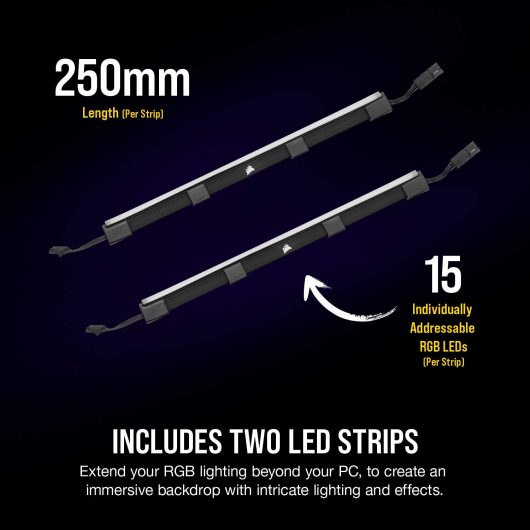 250mm
Length (Per Strip)
15
Individually
Addressable
RGB LEDs
(Per Strip)
INCLUDES TWO LED STRIPS
Extend your RGB lighting beyond your PC, to create an
immersive backdrop with intricate lighting and effects.